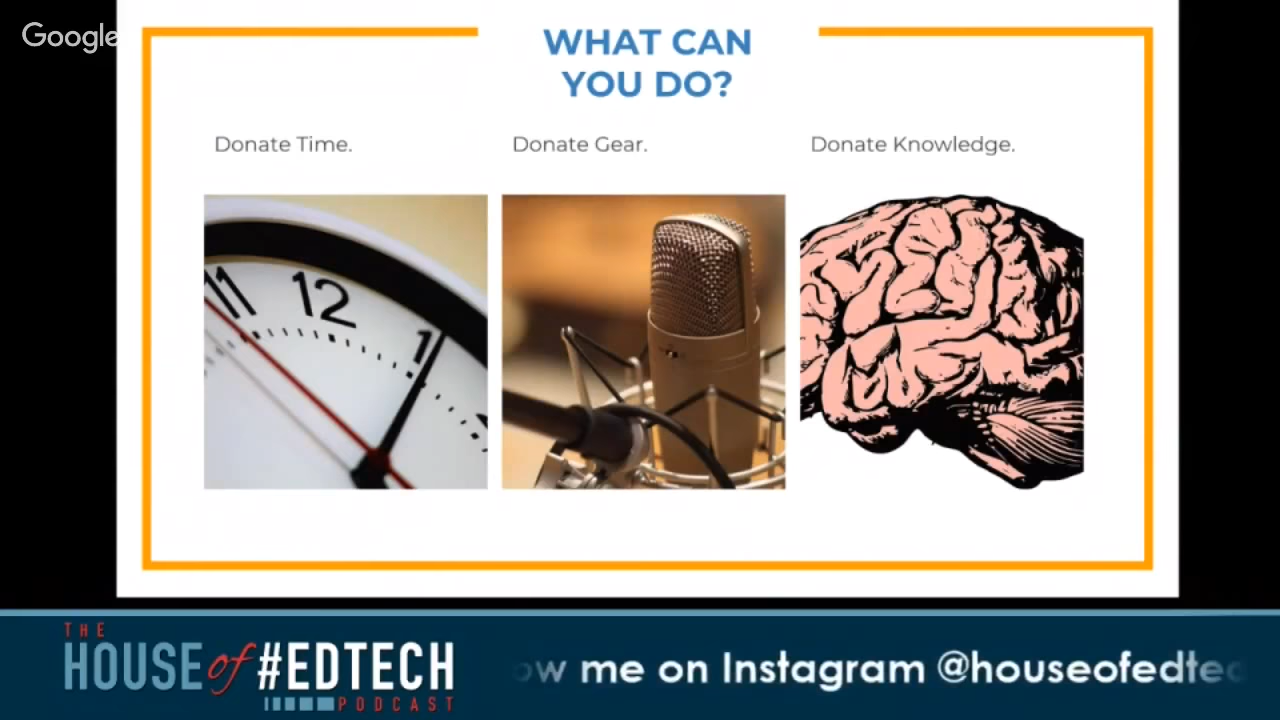 Google
WHAT CAN
YOU DO?
Donate Time.
Donate Gear.
Donate Knowledge.
11
12
1
THE
HOUSE of #EDTECH
PODCAST
me on Instagram